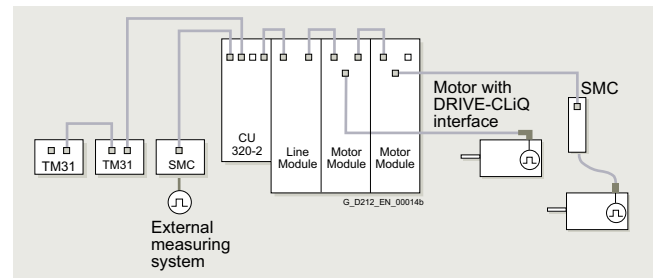 Motor with
DRIVE-CLiQ
interface
SMC
TM31
TM31
SMC
CU
320-2
Line
Module
Motor
Module
Motor
Module
G_D212_EN_00014b
External
measuring
system